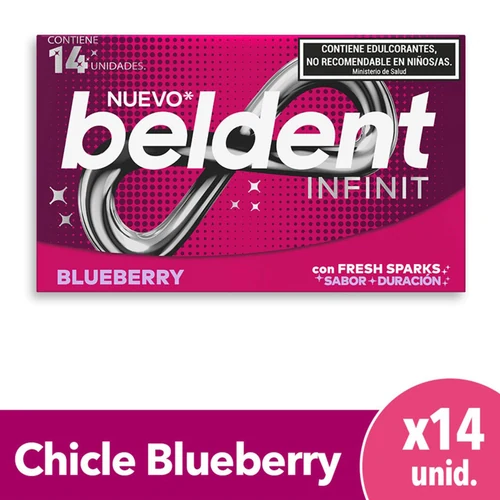 CONTIENE
14 UNIDADES.
CONTIENE EDULCORANTES,
NO RECOMENDABLE EN NIÑOS/AS.
Ministerio de Salud
NUEVO*
beldent
INFINIT
BLUEBERRY
con FRESH SPARKS
SABOR + DURACIÓN
Chicle Blueberry
x14
unid.